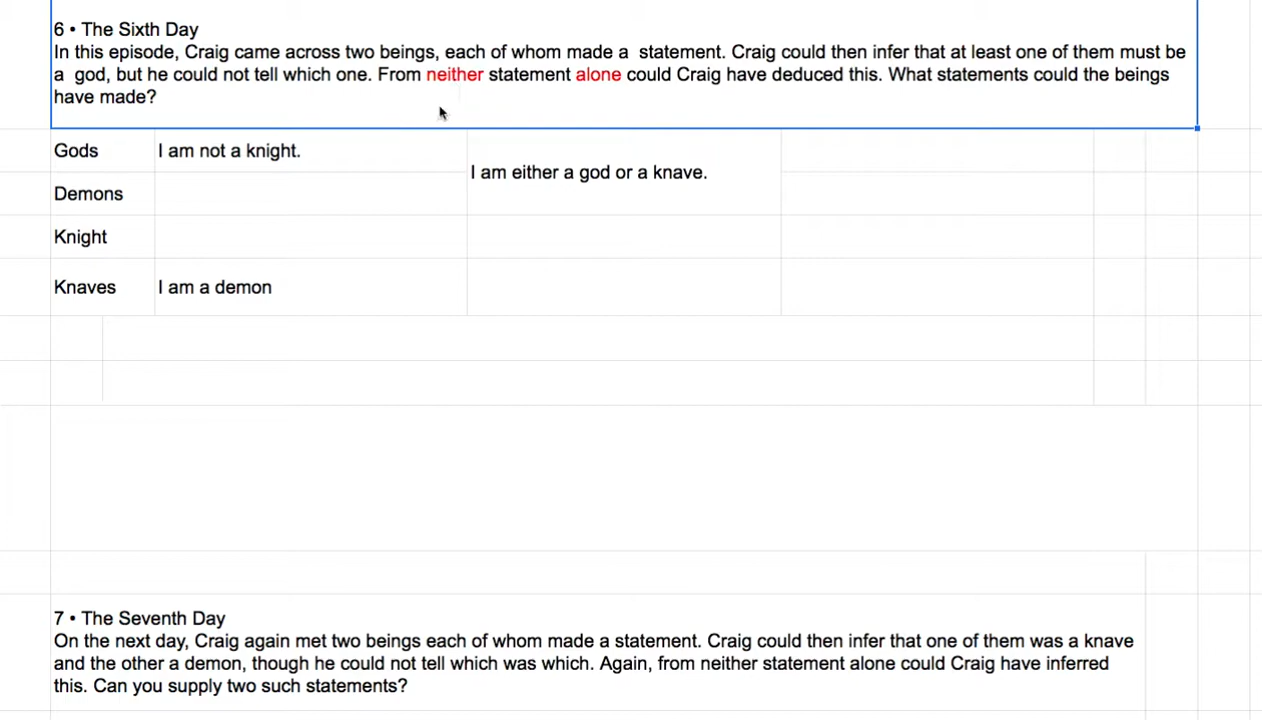 6 • The Sixth Day
In this episode, Craig came across two beings, each of whom made a  statement. Craig could then infer that at least one of them must be
a  god, but he could not tell which one. From neither statement alone could Craig have deduced this. What statements could the beings
have made?
Gods
I am not a knight.
I am either a god or a knave.
Demons
Knight
Knaves
I am a demon
7 • The Seventh Day
On the next day, Craig again met two beings each of whom made a statement. Craig could then infer that one of them was a knave
and the other a demon, though he could not tell which was which. Again, from neither statement alone could Craig have inferred
this. Can you supply two such statements?